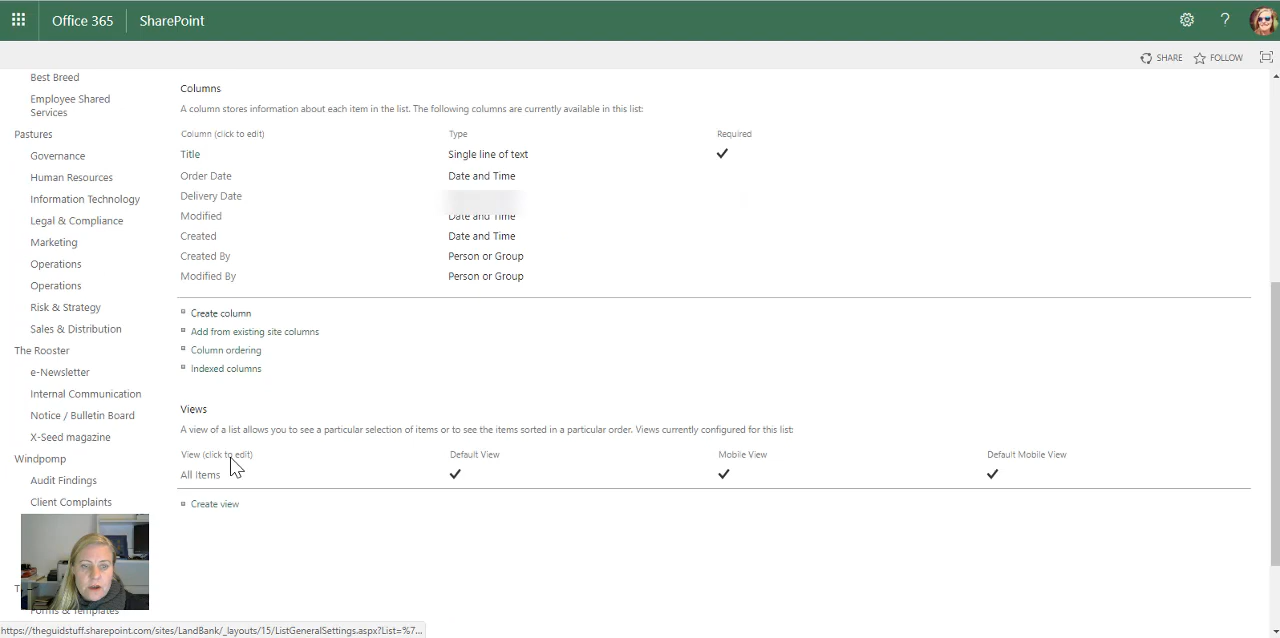 Office 365 SharePoint
SHARE FOLLOW
Best Breed
Employee Shared
Services
Pastures
Governance
Human Resources
Information Technology
Legal & Compliance
Marketing
Operations
Operations
Risk & Strategy
Sales & Distribution
The Rooster
e-Newsletter
Internal Communication
Notice / Bulletin Board
X-Seed magazine
Windpomp
Audit Findings
Client Complaints
Forms & Templates
Columns
A column stores information about each item in the list. The following columns are currently available in this list:
Column (click to edit) Type Required
Title Single line of text
Order Date Date and Time
Delivery Date
Modified Date and Time
Created Date and Time
Created By Person or Group
Modified By Person or Group
Create column
Add from existing site columns
Column ordering
Indexed columns
Views
A view of a list allows you to see a particular selection of items or to see the items sorted in a particular order. Views currently configured for this list:
View (click to edit) Default View Mobile View Default Mobile View
All Items
Create view
https://theguidstuff.sharepoint.com/sites/LandBank/_layouts/15/ListGeneralSettings.aspx?List=%7...